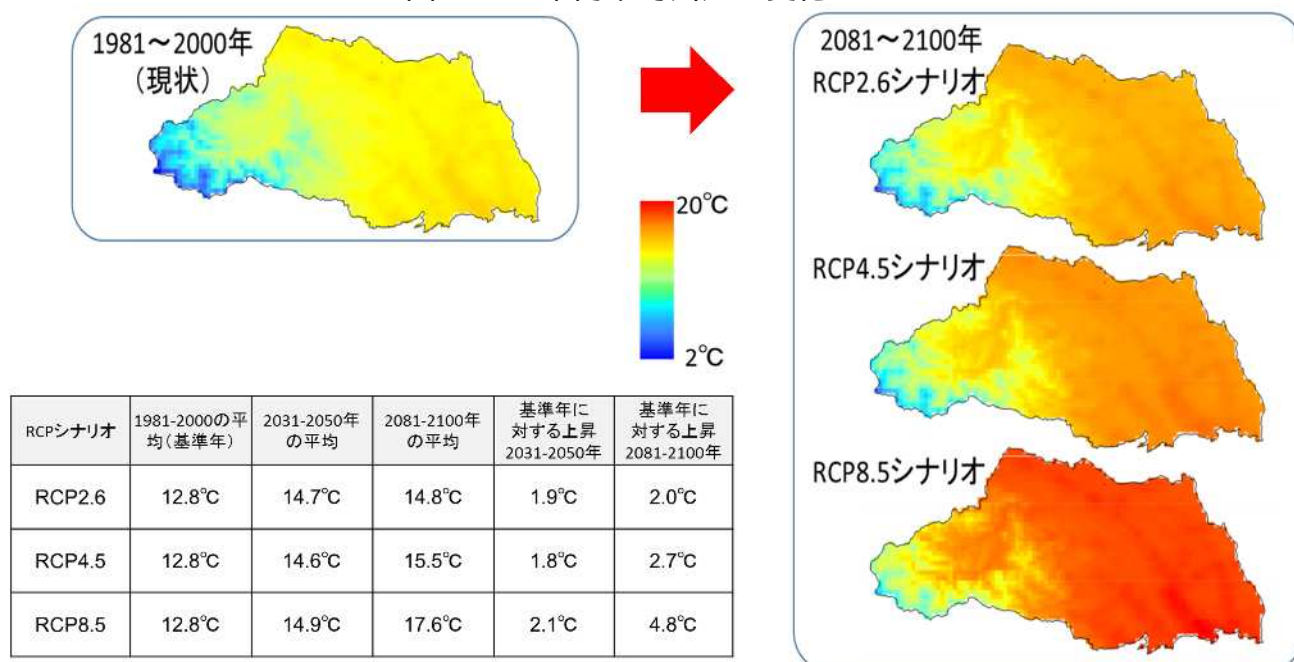 1981～2000年
（現状）
2081～2100年
RCP2.6シナリオ
20℃
2℃
RCP4.5シナリオ
RCP8.5シナリオ
RCPシナリオ
1981-2000の平
均（基準年）
2031-2050年
の平均
2081-2100年
の平均
基準年に
対する上昇
2031-2050年
基準年に
対する上昇
2081-2100年
RCP2.6 12.8℃ 14.7℃ 14.8℃ 1.9℃ 2.0℃
RCP4.5 12.8℃ 14.6℃ 15.5℃ 1.8℃ 2.7℃
RCP8.5 12.8℃ 14.9℃ 17.6℃ 2.1℃ 4.8℃